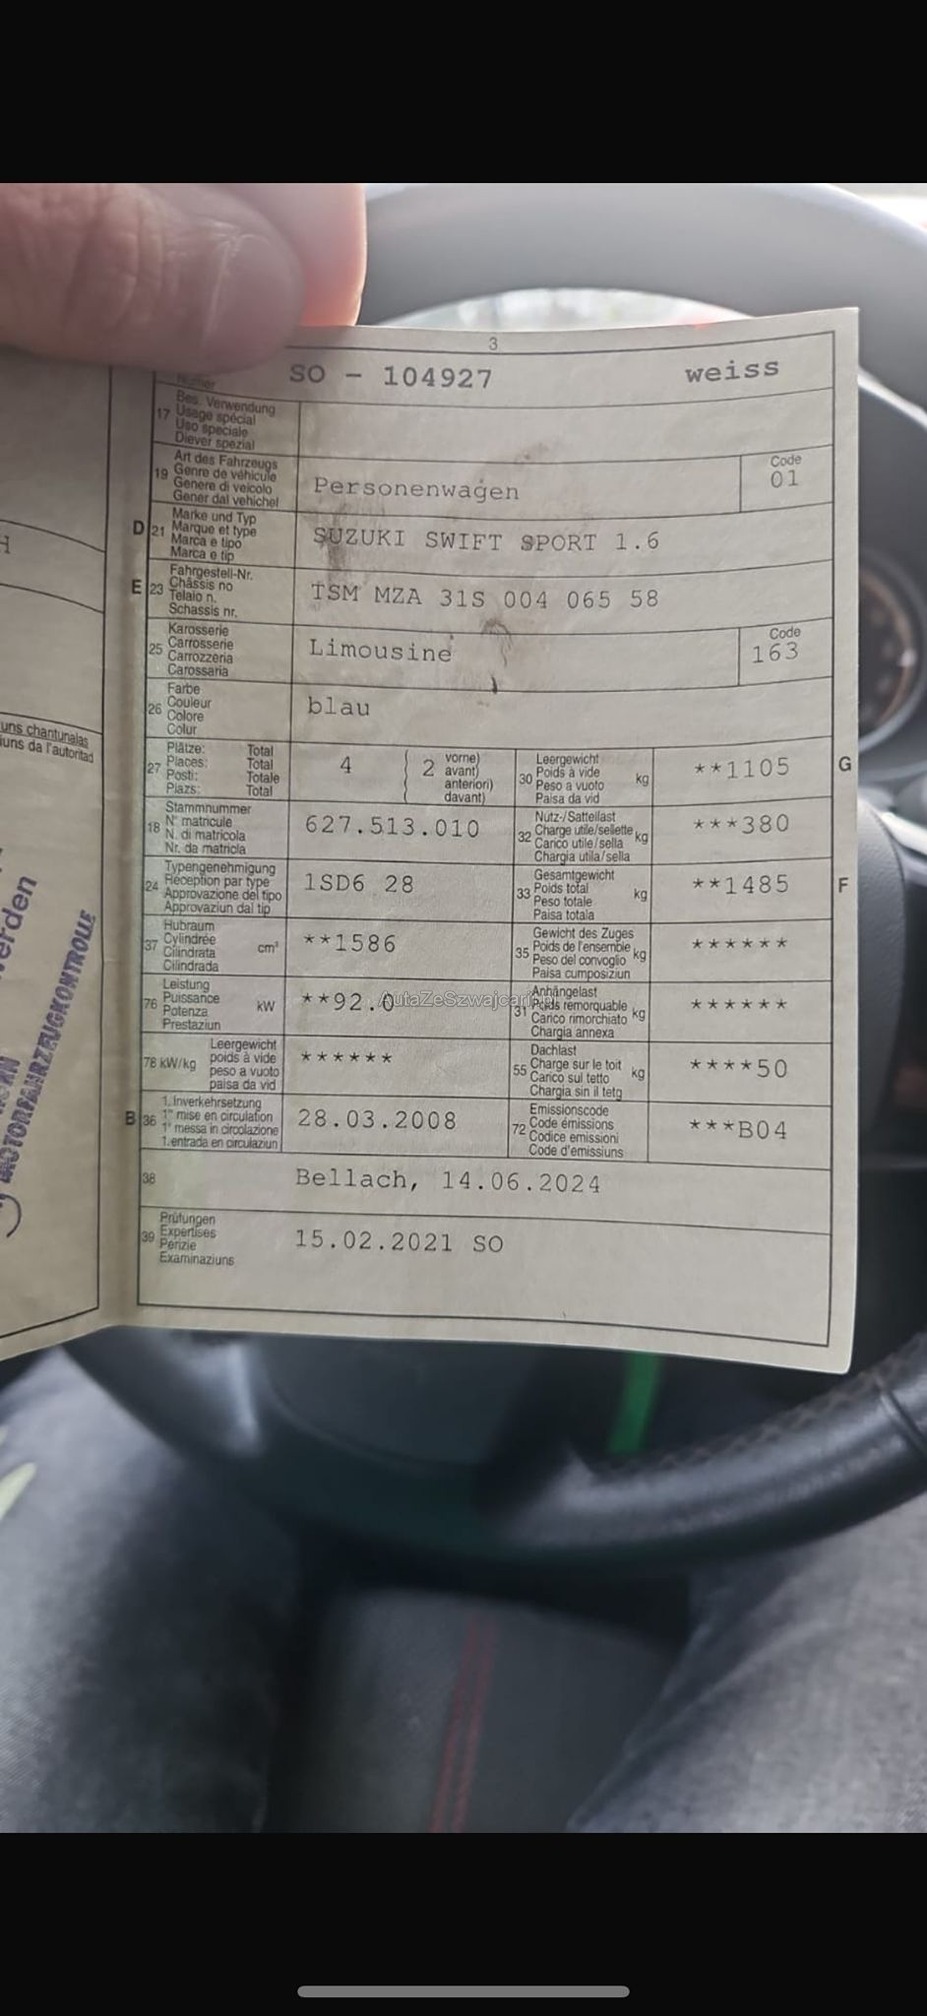 3
SO - 104927 weiss
17 Bes. Verwendung
Usage spécial
Uso speciale
Diever spezial
19 Art des Fahrzeugs
Genre de véhicule
Genere di veicolo
Gener dal vehichel
Personenwagen
Code
01
D 21 Marke und Typ
Marque et type
Marca e tipo
Marca e tip
SUZUKI SWIFT SPORT 1.6
E 23 Fahrgestell-Nr.
Châssis no
Telaio n.
Schassis nr.
TSM MZA 31S 004 065 58
25 Karosserie
Carrosserie
Carrozzeria
Carossaria
Limousine
Code
163
26 Farbe
Couleur
Colore
Colur
blau
27 Plätze: Total
Places: Total
Posti: Totale
Plazs: Total
4 ( 2 vorne)
avant)
anteriori)
davant)
30 Leergewicht
Poids à vide
Peso a vuoto kg
Paisa da vid
**1105 G
18 Stammnummer
N° matricule
N. di matricola
Nr. da matricla
627.513.010
32 Nutz-/Sattellast
Charge utile/sellette kg
Carico utile/sella
Chargia utila/sella
***380
24 Typengenehmigung
Réception par type
Approvazione del tipo
Approvaziun dal tip
1SD6 28
33 Gesamtgewicht
Poids total kg
Peso totale
Paisa totala
**1485 F
37 Hubraum
Cylindrée cm³
Cilindrata
Cilindrada
**1586
35 Gewicht des Zuges
Poids de l'ensemble kg
Peso del convoglio
Paisa cumposiziun
******
76 Leistung
Puissance kW
Potenza
Prestaziun
**92.0
AutaZeSzwajcarii.pl
31 Anhängelast
Poids remorquable
Carico rimorchiato kg
Chargia annexa
******
78 kW/kg Leergewicht
poids à vide
peso a vuoto
paisa da vid
******
55 Dachlast
Charge sur le toit
Carico sul tetto kg
Chargia sin il tetg
****50
B 36 1. Inverkehrsetzung
1re mise en circulation
1a messa in circolazione
1. entrada en circulaziun
28.03.2008
72 Emissionscode
Code émissions
Codice emissioni
Code d'emissiuns
***B04
38 Bellach, 14.06.2024
39 Prüfungen
Expertises
Perizie
Examinaziuns
15.02.2021 SO
uns chantunalas
iuns da l'autoritad
MOTORFAHRZEUGKONTROLLE